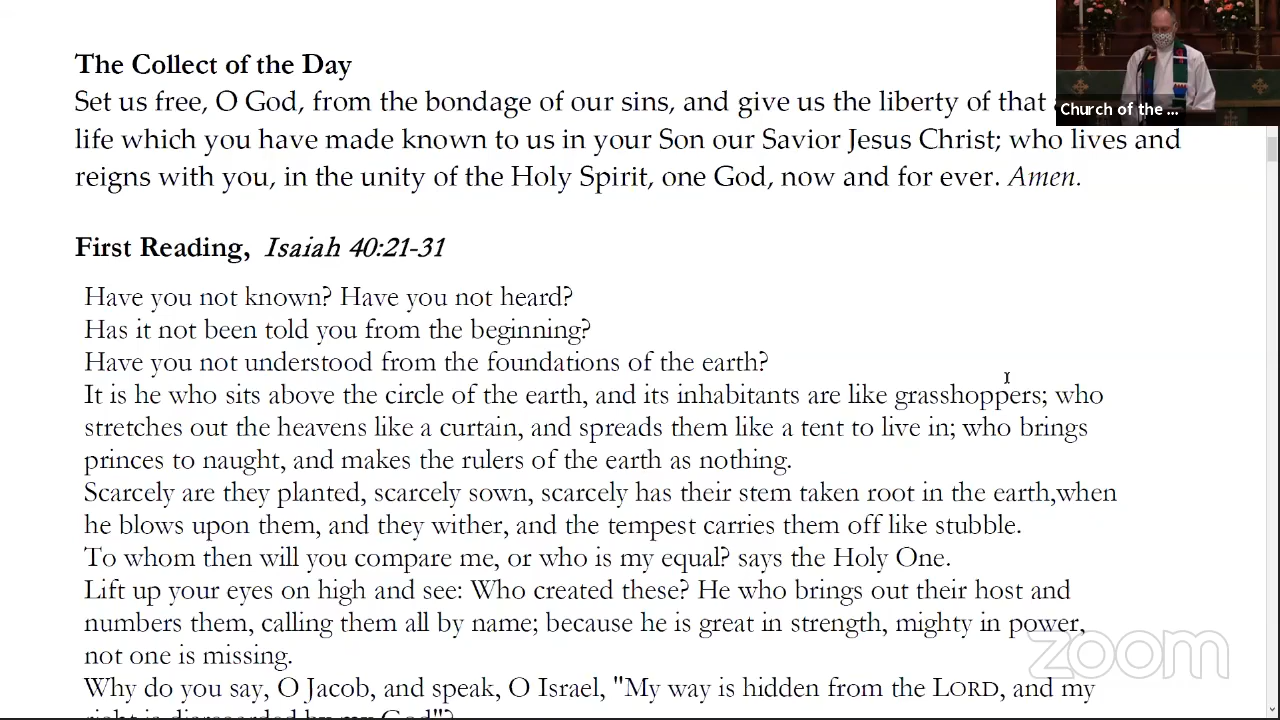 The Collect of the Day
Set us free, O God, from the bondage of our sins, and give us the liberty of that
life which you have made known to us in your Son our Savior Jesus Christ; who lives and
reigns with you, in the unity of the Holy Spirit, one God, now and for ever. Amen.
First Reading, Isaiah 40:21-31
Have you not known? Have you not heard?
Has it not been told you from the beginning?
Have you not understood from the foundations of the earth?
It is he who sits above the circle of the earth, and its inhabitants are like grasshoppers; who
stretches out the heavens like a curtain, and spreads them like a tent to live in; who brings
princes to naught, and makes the rulers of the earth as nothing.
Scarcely are they planted, scarcely sown, scarcely has their stem taken root in the earth,when
he blows upon them, and they wither, and the tempest carries them off like stubble.
To whom then will you compare me, or who is my equal? says the Holy One.
Lift up your eyes on high and see: Who created these? He who brings out their host and
numbers them, calling them all by name; because he is great in strength, mighty in power,
not one is missing.
Why do you say, O Jacob, and speak, O Israel, "My way is hidden from the LORD, and my
Church of the ...
zoom